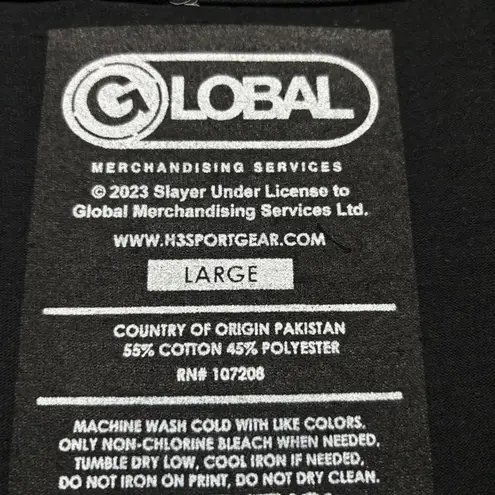 GLOBAL
MERCHANDISING SERVICES
© 2023 Slayer Under License to
Global Merchandising Services Ltd.
WWW.H3SPORTGEAR.COM
LARGE
COUNTRY OF ORIGIN PAKISTAN
55% COTTON 45% POLYESTER
RN# 107208
MACHINE WASH COLD WITH LIKE COLORS.
ONLY NON-CHLORINE BLEACH WHEN NEEDED,
TUMBLE DRY LOW, COOL IRON IF NEEDED,
DO NOT IRON ON PRINT, DO NOT DRY CLEAN.